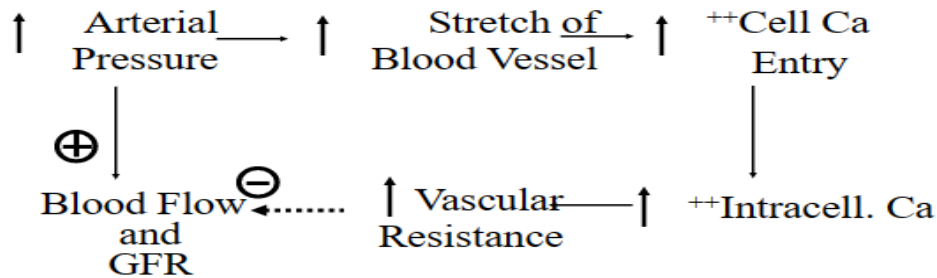 Arterial
Pressure
Stretch of
Blood Vessel
++Cell Ca
Entry
+
Blood Flow
and
GFR
−
Vascular
Resistance
++Intracell. Ca